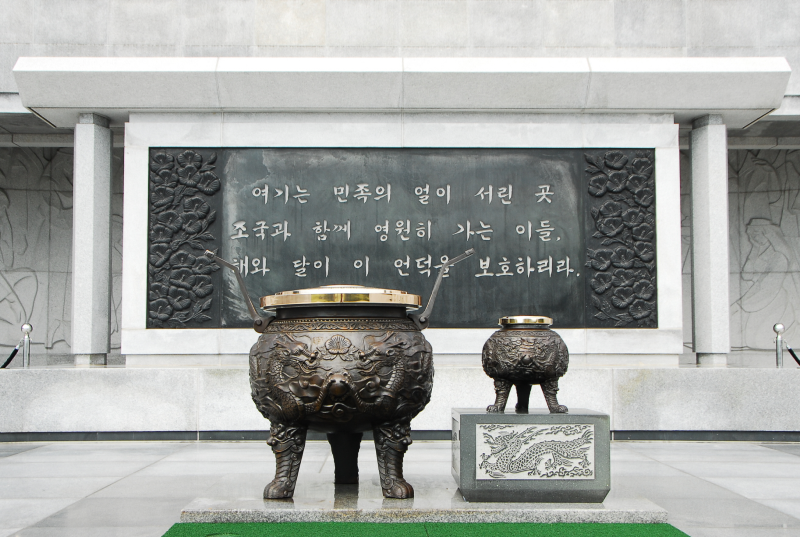 여기는 민족의 얼이 서린 곳
조국과 함께 영원히 가는 이들,
해와 달이 이 언덕을 보호하리라.